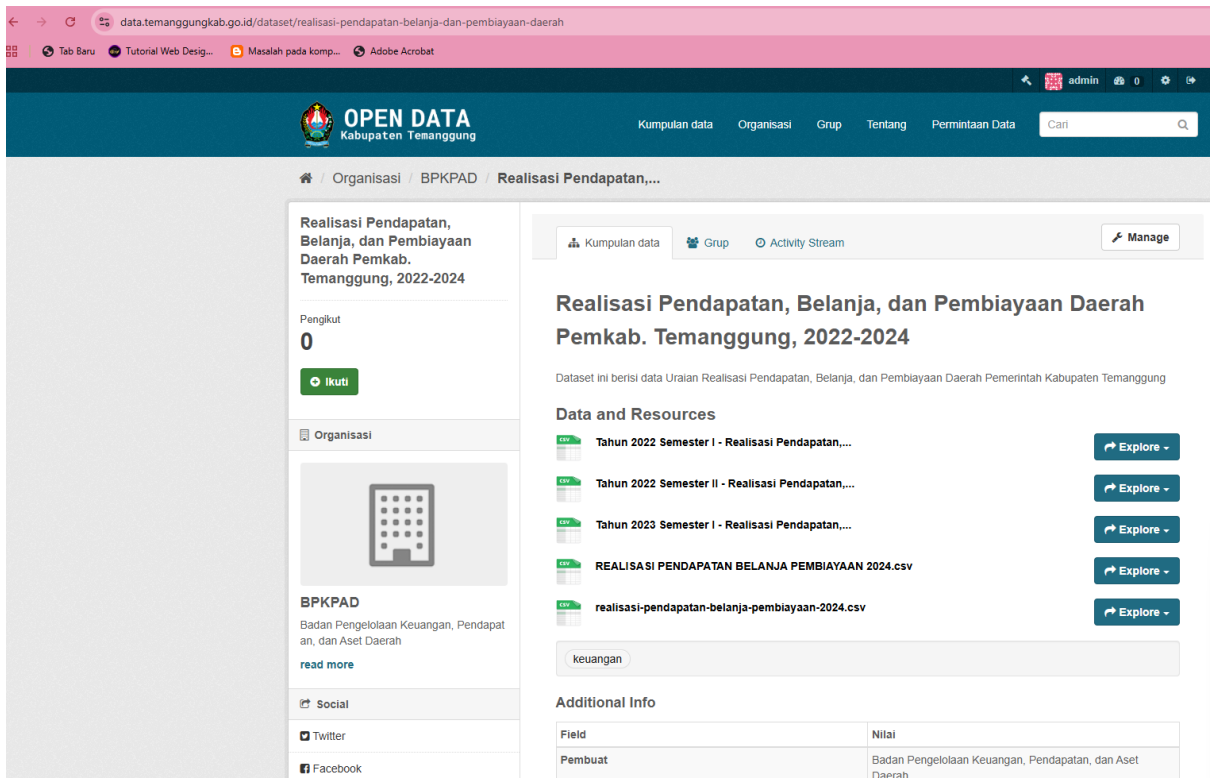 data.temanggungkab.go.id/dataset/realisasi-pendapatan-belanja-dan-pembiayaan-daerah
Tab Baru Tutorial Web Desig... Masalah pada komp... Adobe Acrobat
admin 0
OPEN DATA
Kabupaten Temanggung
Kumpulan data Organisasi Grup Tentang Permintaan Data Cari
/ Organisasi / BPKPAD / Realisasi Pendapatan,...
Realisasi Pendapatan,
Belanja, dan Pembiayaan
Daerah Pemkab.
Temanggung, 2022-2024
Pengikut
0
Ikuti
Organisasi
BPKPAD
Badan Pengelolaan Keuangan, Pendapat
an, dan Aset Daerah
read more
Social
Twitter
Facebook
Kumpulan data Grup Activity Stream Manage
Realisasi Pendapatan, Belanja, dan Pembiayaan Daerah
Pemkab. Temanggung, 2022-2024
Dataset ini berisi data Uraian Realisasi Pendapatan, Belanja, dan Pembiayaan Daerah Pemerintah Kabupaten Temanggung
Data and Resources
CSV Tahun 2022 Semester I - Realisasi Pendapatan,... Explore
CSV Tahun 2022 Semester II - Realisasi Pendapatan,... Explore
CSV Tahun 2023 Semester I - Realisasi Pendapatan,... Explore
CSV REALISASI PENDAPATAN BELANJA PEMBIAYAAN 2024.csv Explore
CSV realisasi-pendapatan-belanja-pembiayaan-2024.csv Explore
keuangan
Additional Info
Field Nilai
Pembuat Badan Pengelolaan Keuangan, Pendapatan, dan Aset
Daerah